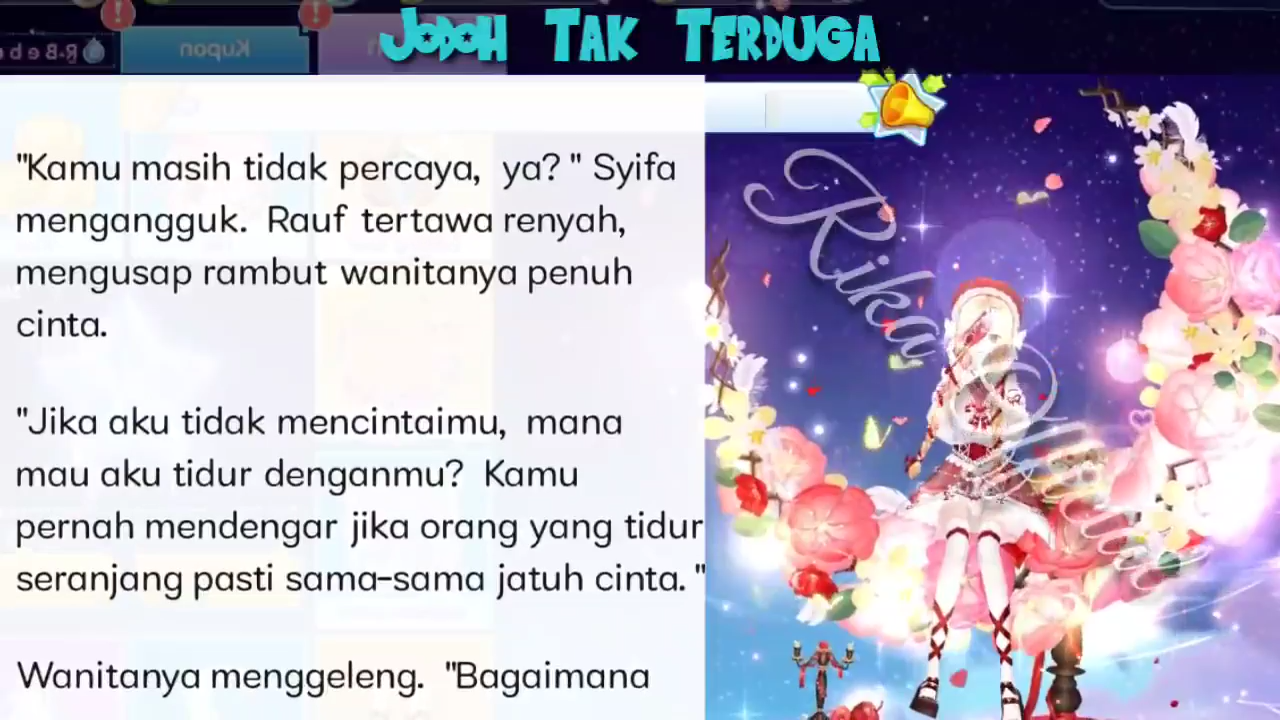 JODOH TAK TERDUGA
Kupon
"Kamu masih tidak percaya, ya? " Syifa
mengangguk. Rauf tertawa renyah,
mengusap rambut wanitanya penuh
cinta.
"Jika aku tidak mencintaimu, mana
mau aku tidur denganmu? Kamu
pernah mendengar jika orang yang tidur
seranjang pasti sama-sama jatuh cinta. "
Wanitanya menggeleng. "Bagaimana
Kika